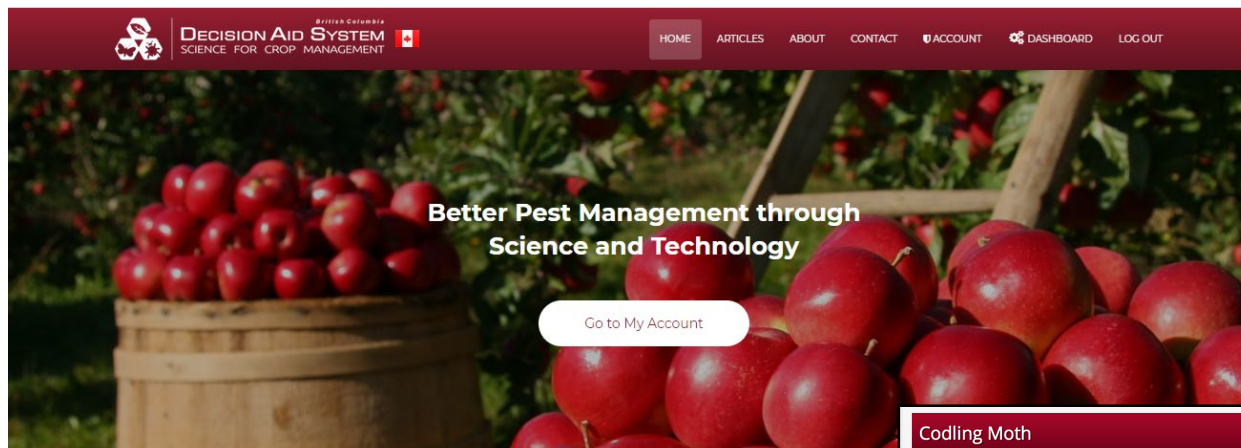 British Columbia
DECISION AID SYSTEM
SCIENCE FOR CROP MANAGEMENT
HOME ARTICLES ABOUT CONTACT ACCOUNT DASHBOARD LOG OUT
Better Pest Management through
Science and Technology
Go to My Account
Codling Moth